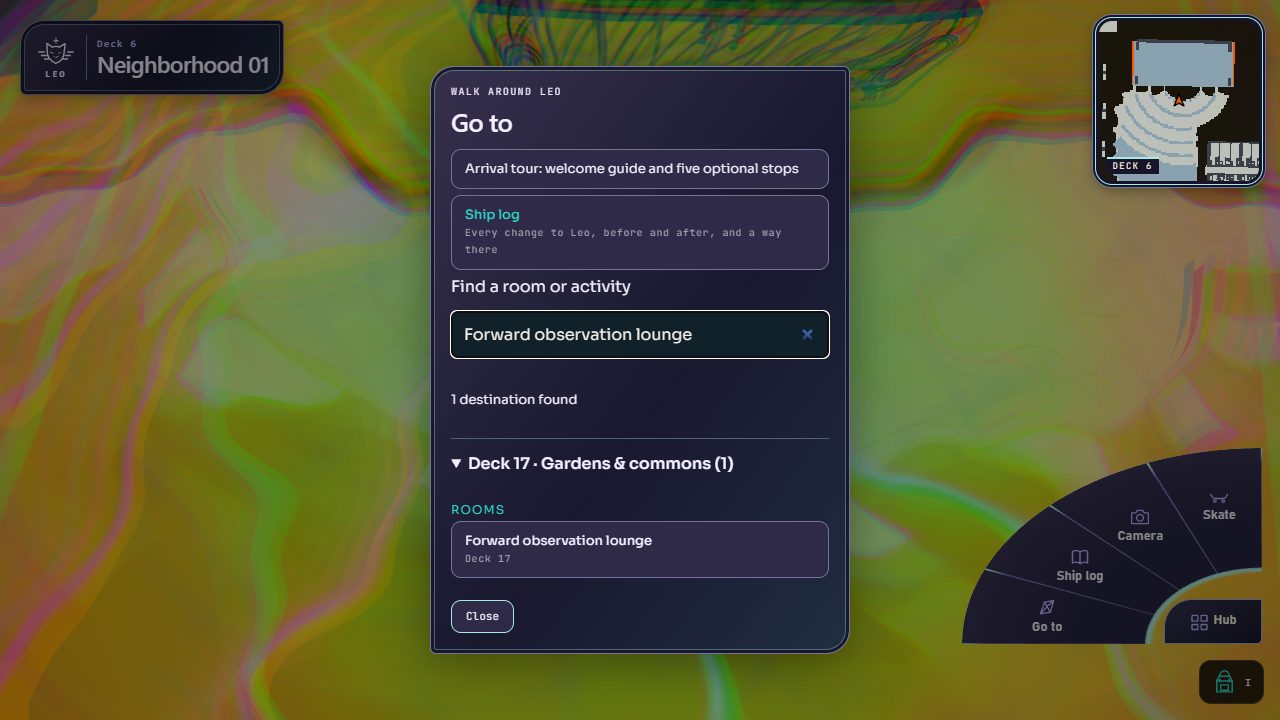 LEO
Deck 6
Neighborhood 01
WALK AROUND LEO
Go to
Arrival tour: welcome guide and five optional stops
Ship log
Every change to Leo, before and after, and a way
there
Find a room or activity
Forward observation lounge
1 destination found
Deck 17 · Gardens & commons (1)
ROOMS
Forward observation lounge
Deck 17
Close
DECK 6
Skate
Camera
Ship log
Go to
Hub
I